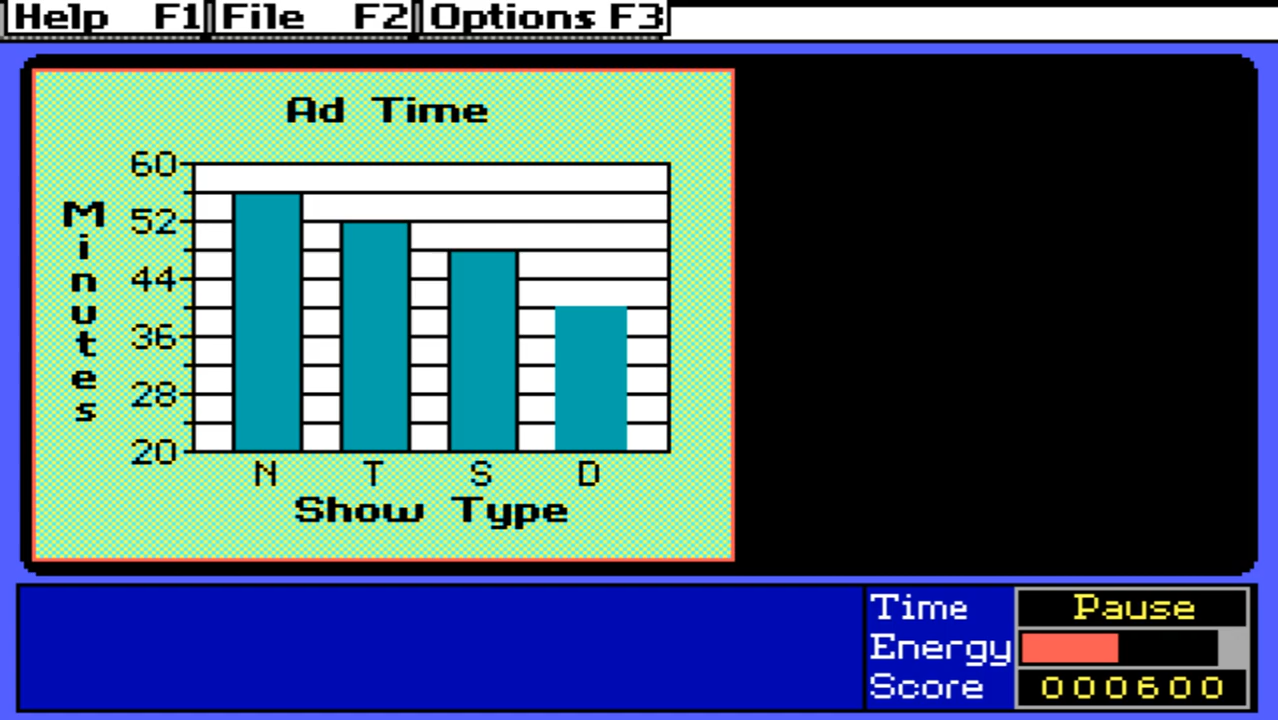 Help F1 File F2 Options F3
Ad Time
Minutes
60
52
44
36
28
20
N T S D
Show Type
Time Pause
Energy
Score 000600